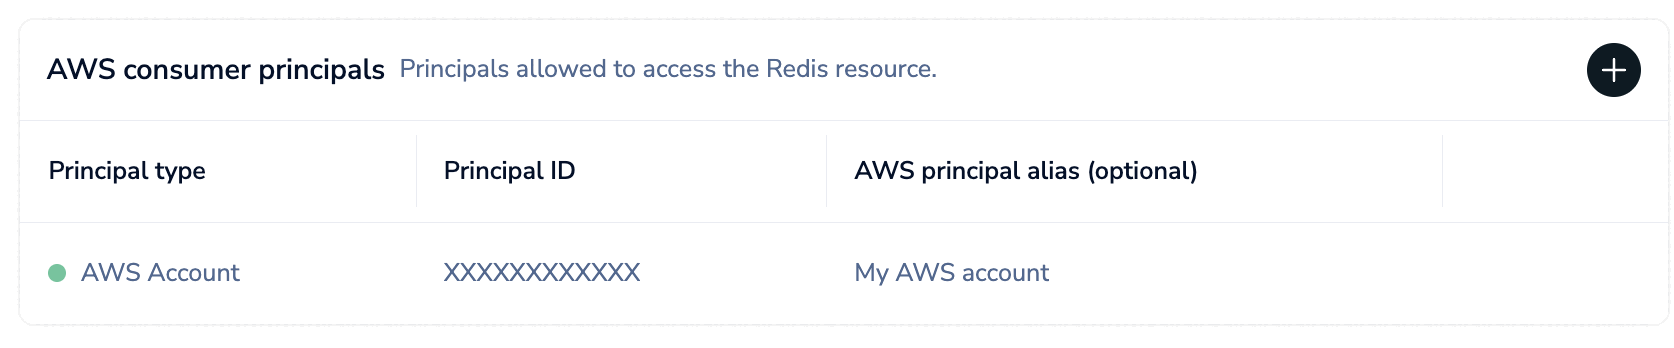 AWS consumer principals Principals allowed to access the Redis resource.
Principal type Principal ID AWS principal alias (optional)
AWS Account XXXXXXXXXXXX My AWS account